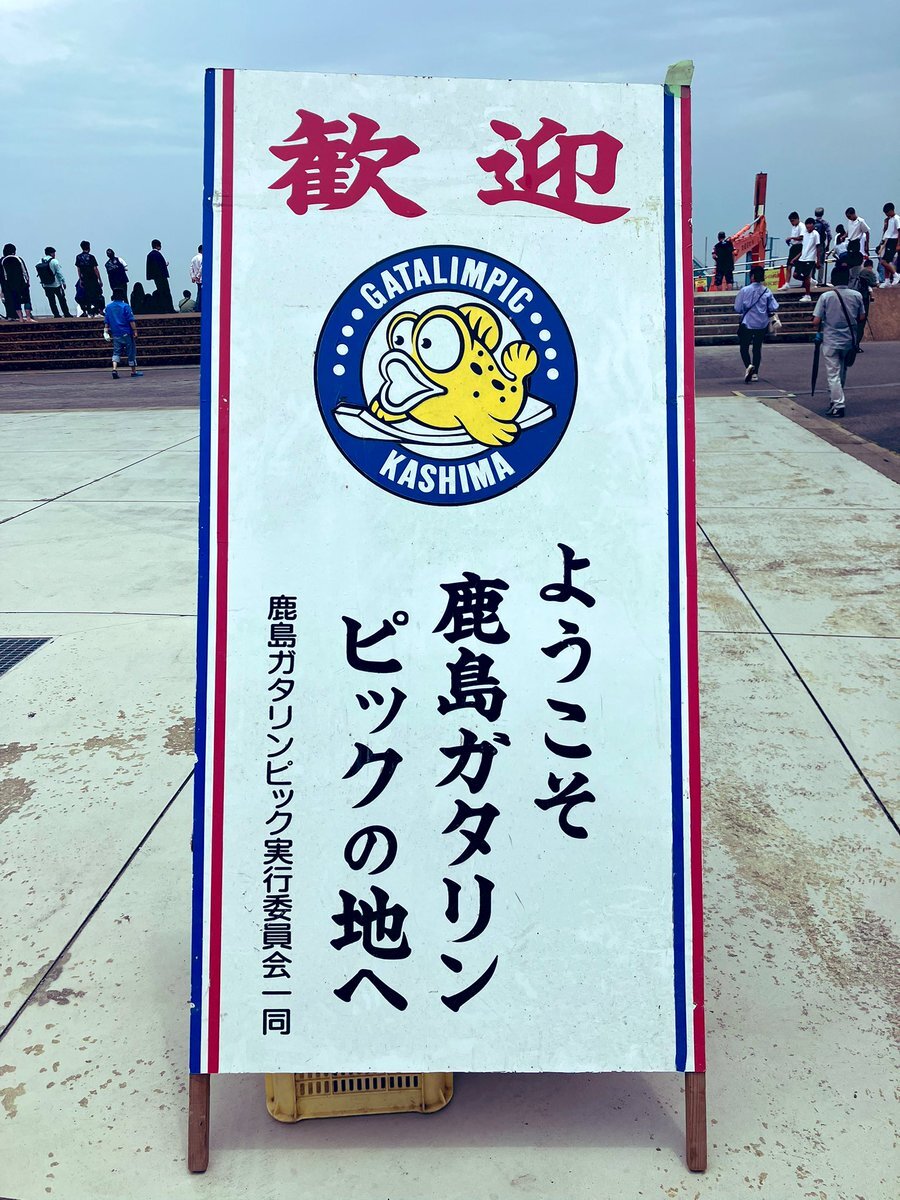 歓迎
GATALIMPIC
KASHIMA
ようこそ
鹿島ガタリン
ピックの地へ
鹿島ガタリンピック実行委員会一同